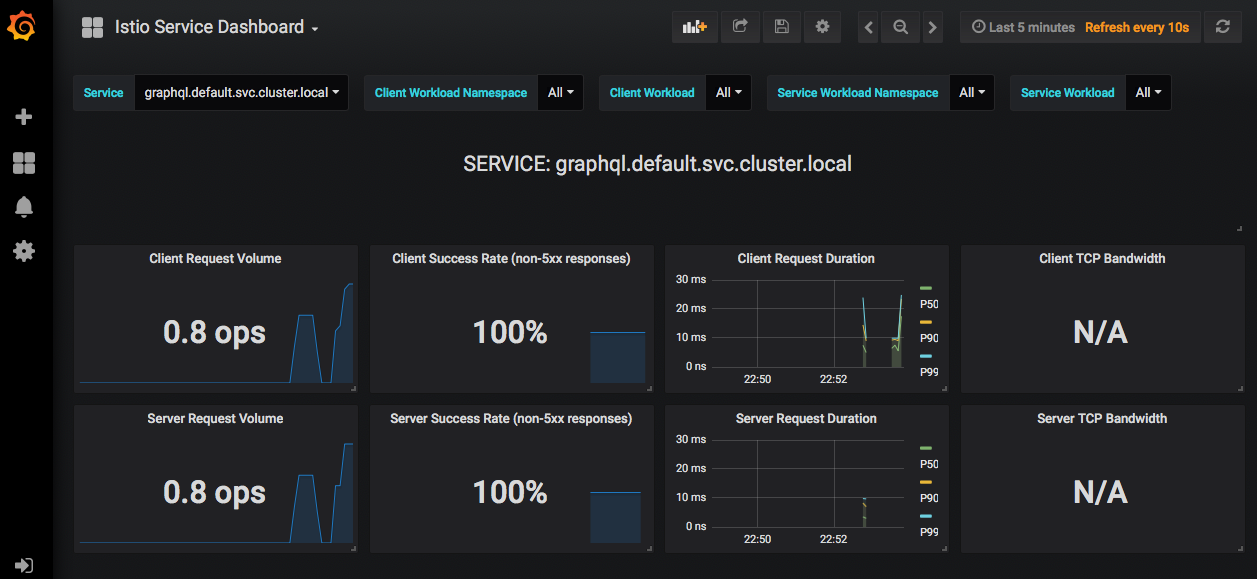 Istio Service Dashboard
Last 5 minutes Refresh every 10s
Service graphql.default.svc.cluster.local Client Workload Namespace All Client Workload All Service Workload Namespace All Service Workload All
SERVICE: graphql.default.svc.cluster.local
Client Request Volume
0.8 ops
Client Success Rate (non-5xx responses)
100%
Client Request Duration
30 ms
20 ms
10 ms
0 ns
22:50 22:52
P50
P90
P99
Client TCP Bandwidth
N/A
Server Request Volume
0.8 ops
Server Success Rate (non-5xx responses)
100%
Server Request Duration
30 ms
20 ms
10 ms
0 ns
22:50 22:52
P50
P90
P99
Server TCP Bandwidth
N/A